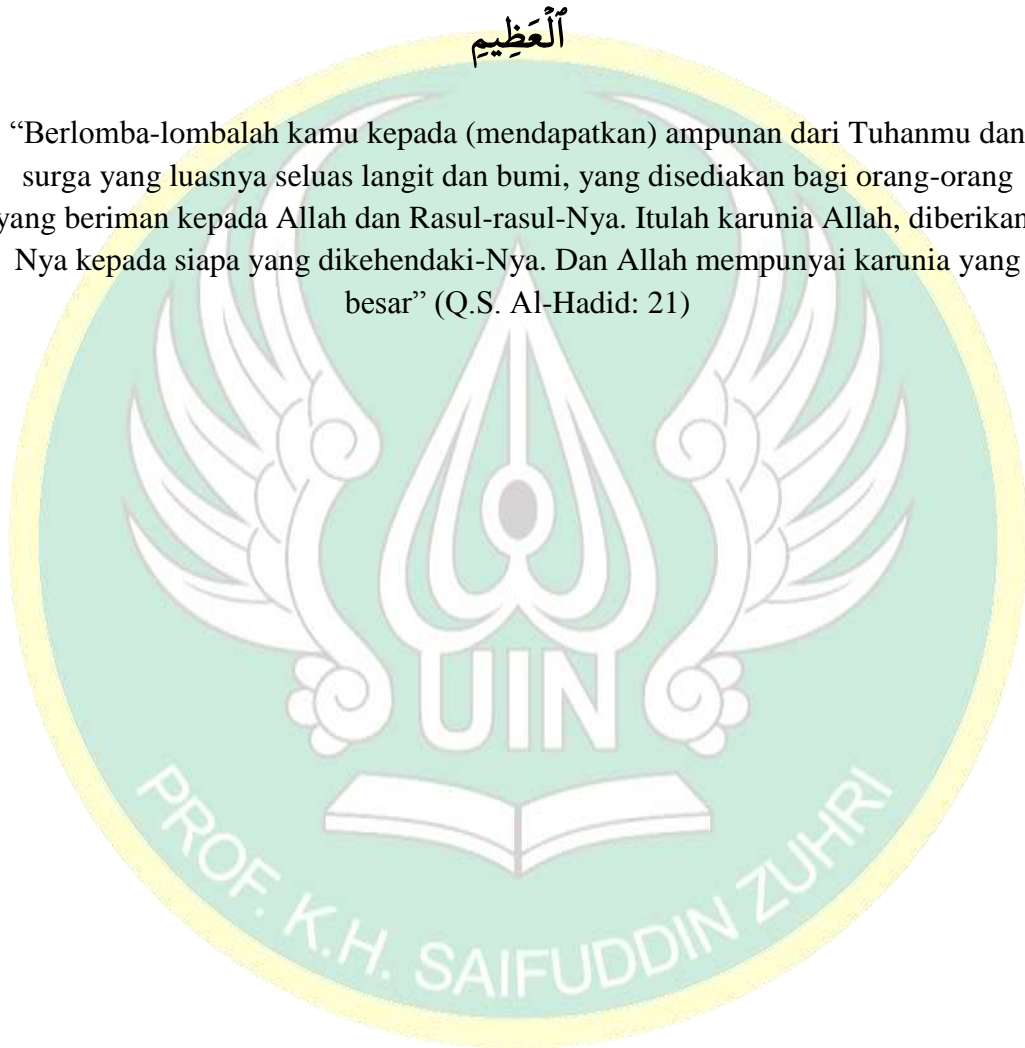 ٱلْعَظِيمِ
“Berlomba-lombalah kamu kepada (mendapatkan) ampunan dari Tuhanmu dan
surga yang luasnya seluas langit dan bumi, yang disediakan bagi orang-orang
yang beriman kepada Allah dan Rasul-rasul-Nya. Itulah karunia Allah, diberikan
Nya kepada siapa yang dikehendaki-Nya. Dan Allah mempunyai karunia yang
besar” (Q.S. Al-Hadid: 21)
UIN
PROF. K.H. SAIFUDDIN ZUHRI